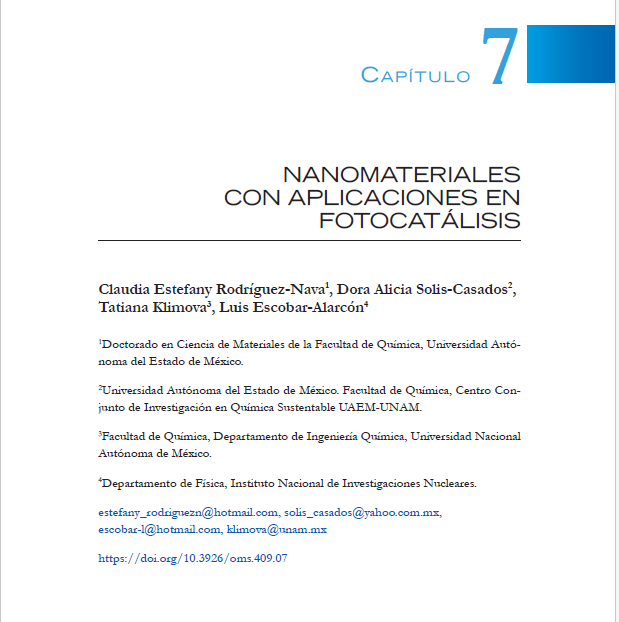 CAPÍTULO 7
NANOMATERIALES
CON APLICACIONES EN
FOTOCATÁLISIS
Claudia Estefany Rodríguez-Nava¹, Dora Alicia Solis-Casados²,
Tatiana Klimova³, Luis Escobar-Alarcón⁴
¹Doctorado en Ciencia de Materiales de la Facultad de Química, Universidad Autó-
noma del Estado de México.
²Universidad Autónoma del Estado de México. Facultad de Química, Centro Con-
junto de Investigación en Química Sustentable UAEM-UNAM.
³Facultad de Química, Departamento de Ingeniería Química, Universidad Nacional
Autónoma de México.
⁴Departamento de Física, Instituto Nacional de Investigaciones Nucleares.
estefany_rodriguezn@hotmail.com, solis_casados@yahoo.com.mx,
escobar-l@hotmail.com, klimova@unam.mx
https://doi.org/10.3926/oms.409.07